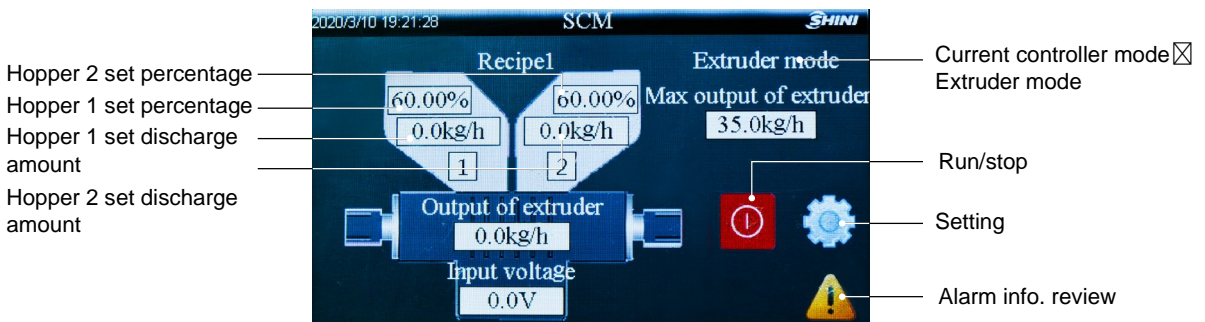 2020/3/10 19:21:28
SCM
SHINI
Recipe1
Extruder mode
60.00%
60.00%
Max output of extruder
0.0kg/h
0.0kg/h
35.0kg/h
1
2
Output of extruder
0.0kg/h
Input voltage
0.0V
Hopper 2 set percentage
Hopper 1 set percentage
Hopper 1 set discharge
amount
Hopper 2 set discharge
amount
Current controller mode☒
Extruder mode
Run/stop
Setting
Alarm info. review